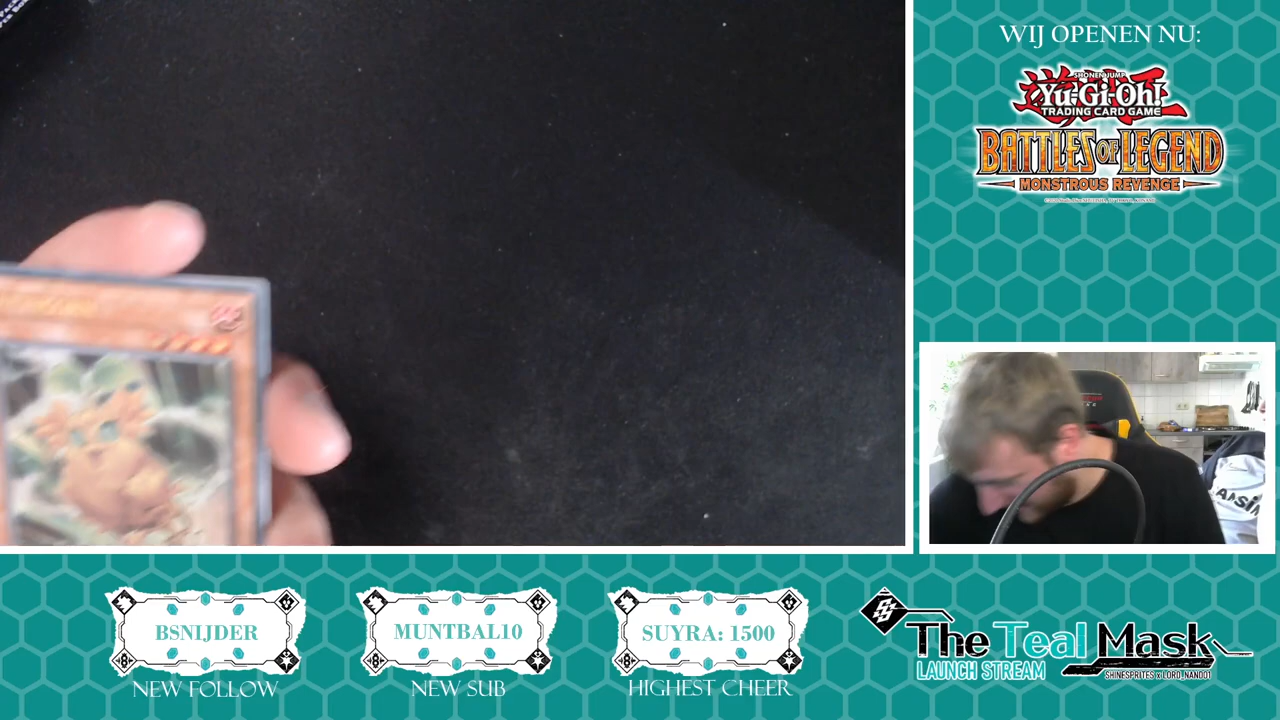 WIJ OPENEN NU:
SHONEN JUMP
Yu-Gi-Oh!
TRADING CARD GAME
BATTLES OF LEGEND
MONSTROUS REVENGE
BSNIJDER
NEW FOLLOW
MUNTBAL10
NEW SUB
SUYRA: 1500
HIGHEST CHEER
The Teal Mask
LAUNCH STREAM
SHINESPRITES X LORD_NANDO1